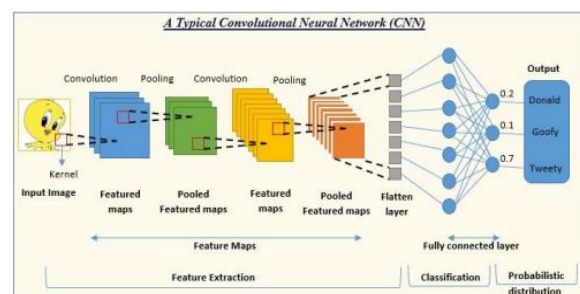 A Typical Convolutional Neural Network (CNN)
Convolution Pooling Convolution Pooling
Output
0.2 Donald
0.1 Goofy
0.7 Tweety
Kernel
Input Image
Featured maps
Pooled Featured maps
Featured maps
Pooled Featured maps
Flatten layer
Feature Maps
Fully connected layer
Feature Extraction
Classification
Probabilistic distribution